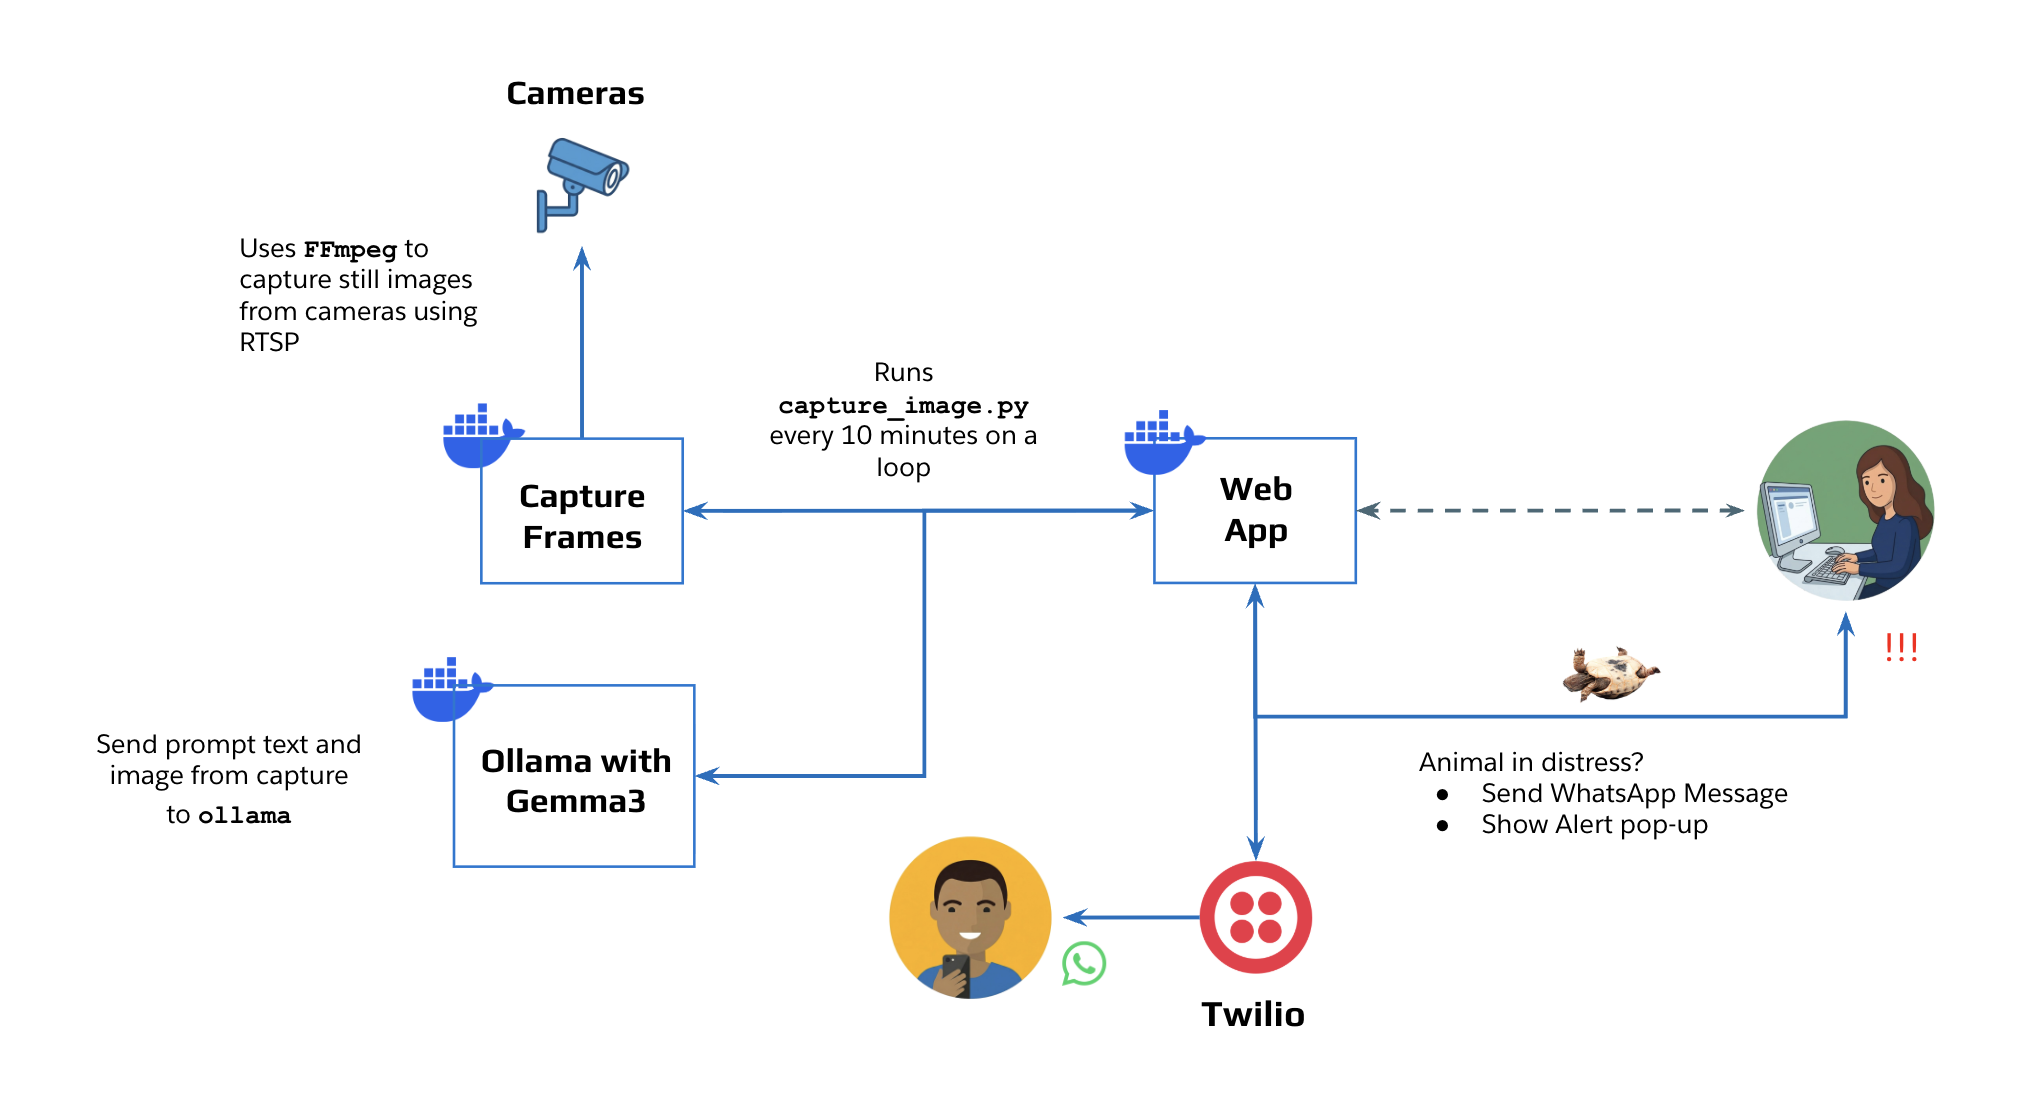 Cameras
Uses FFmpeg to
capture still images
from cameras using
RTSP
Runs
capture_image.py
every 10 minutes on a
loop
Capture
Frames
Web
App
!!!
Send prompt text and
image from capture
to ollama
Ollama with
Gemma3
Animal in distress?
● Send WhatsApp Message
● Show Alert pop-up
Twilio